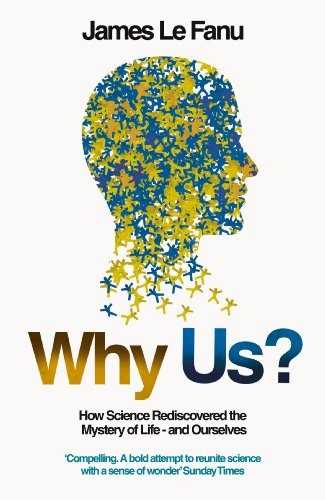 James Le Fanu
Why Us?
How Science Rediscovered the
Mystery of Life - and Ourselves
'Compelling. A bold attempt to reunite science
with a sense of wonder' Sunday Times